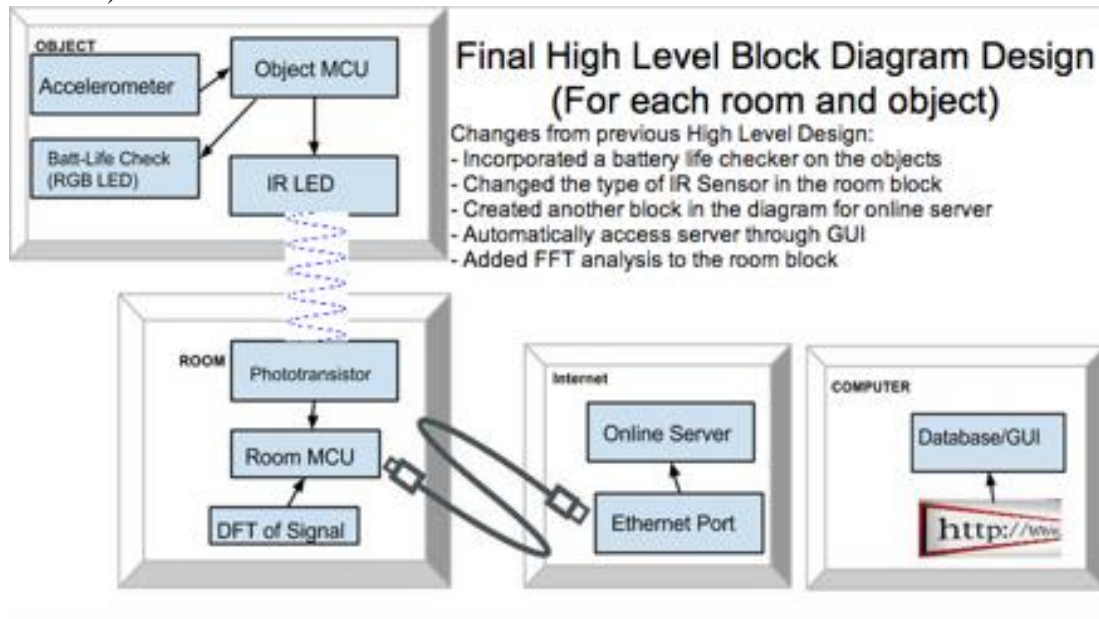 OBJECT
Accelerometer
Object MCU
Batt-Life Check
(RGB LED)
IR LED
Final High Level Block Diagram Design
(For each room and object)
Changes from previous High Level Design:
- Incorporated a battery life checker on the objects
- Changed the type of IR Sensor in the room block
- Created another block in the diagram for online server
- Automatically access server through GUI
- Added FFT analysis to the room block
ROOM
Phototransistor
Room MCU
DFT of Signal
Internet
Online Server
Ethernet Port
COMPUTER
Database/GUI
http://www.